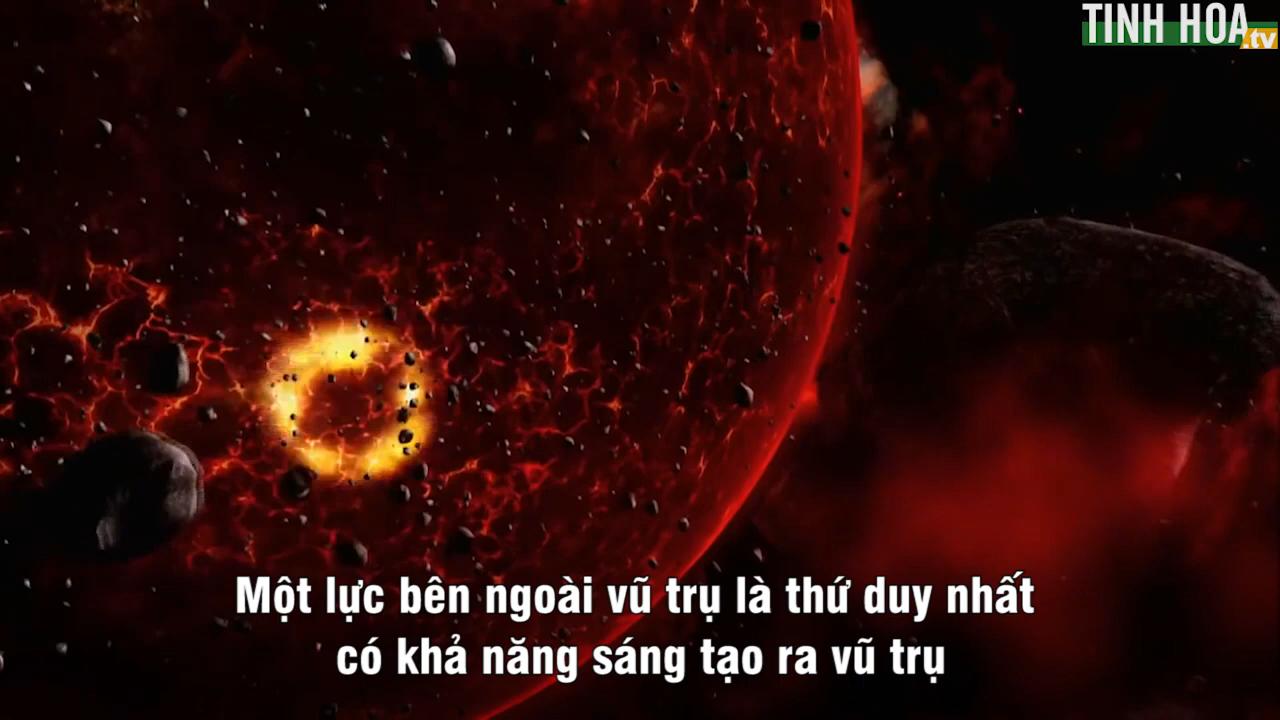 TINH HOA
.tv
Một lực bên ngoài vũ trụ là thứ duy nhất
có khả năng sáng tạo ra vũ trụ